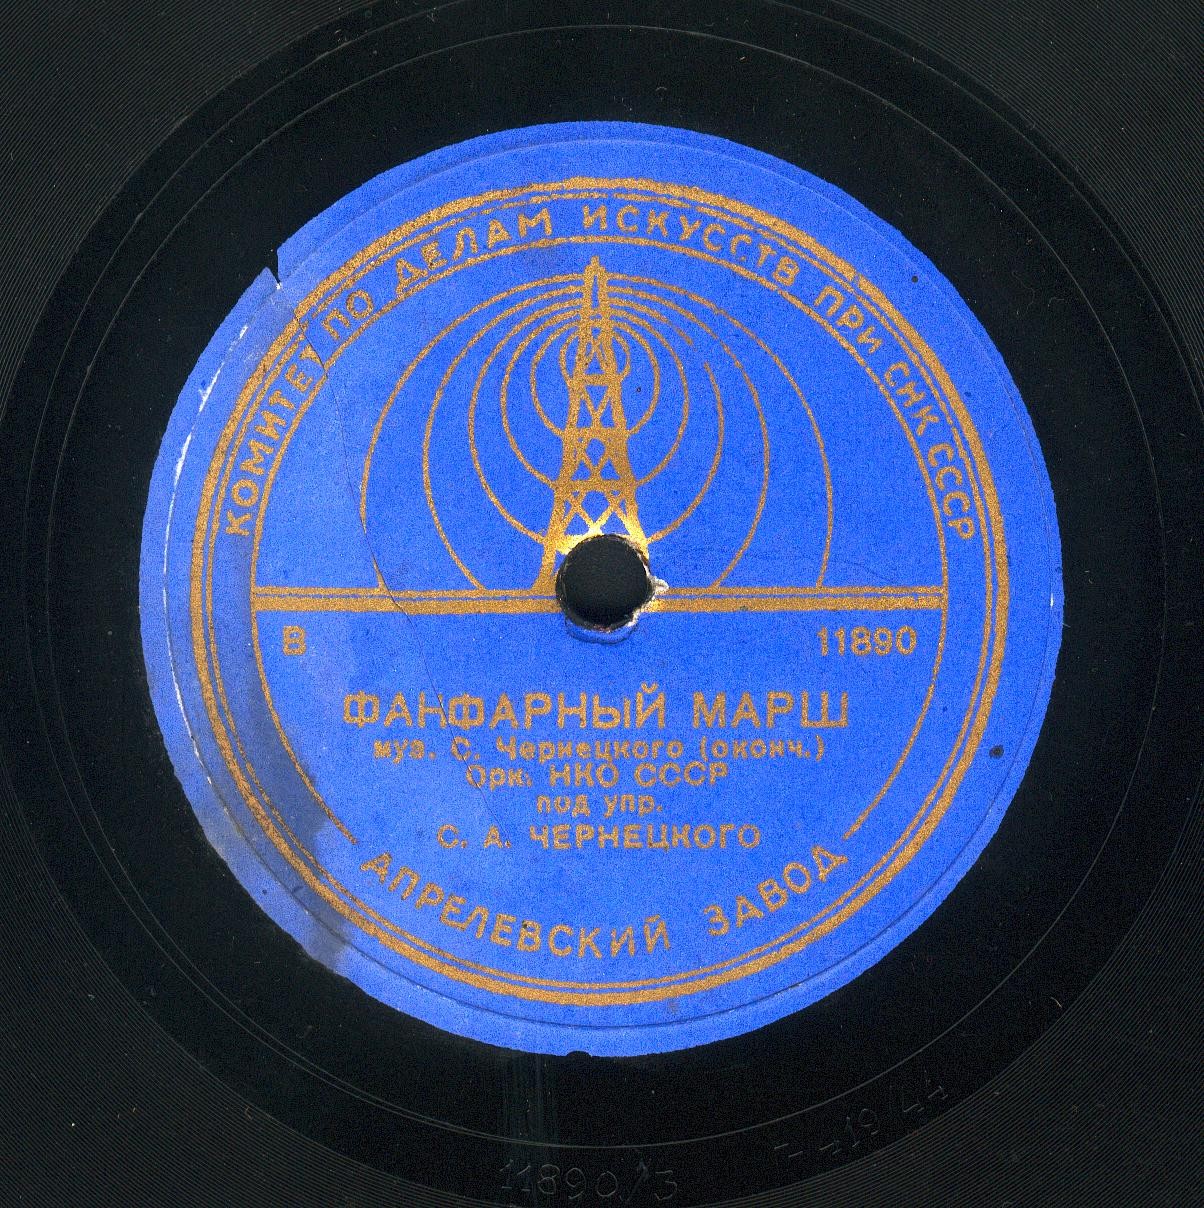 КОМИТЕТ ПО ДЕЛАМ ИСКУССТВ ПРИ СНК СССР
В 11890
ФАНФАРНЫЙ МАРШ
муз. С. Чернецкого (оконч.)
Орк. НКО СССР
под упр.
С. А. ЧЕРНЕЦКОГО
АПРЕЛЕВСКИЙ ЗАВОД
11890/3